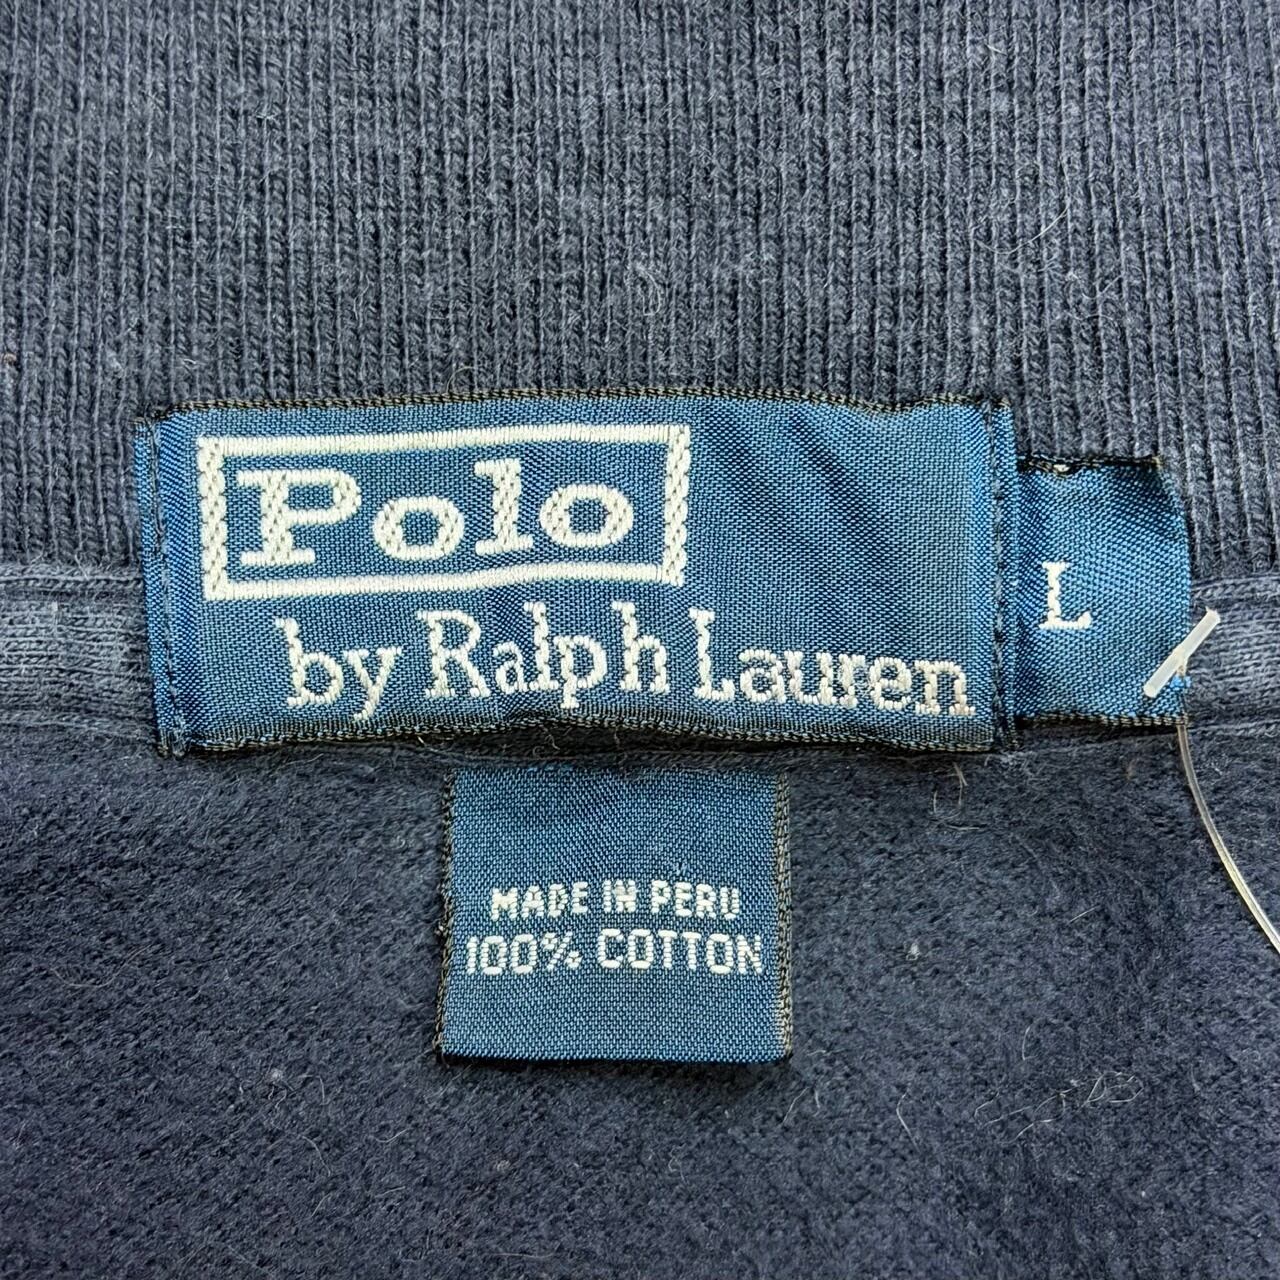 Polo
by Ralph Lauren
L
MADE IN PERU
100% COTTON